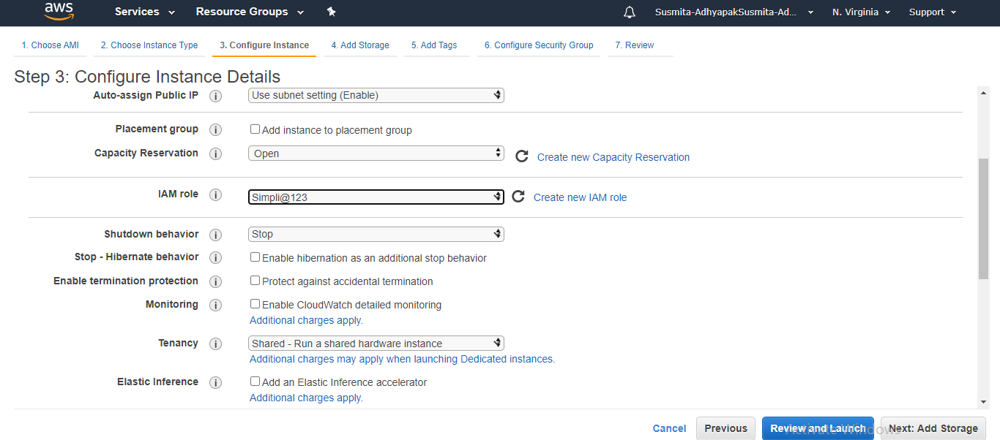 aws Services Resource Groups Susmita-AdhyapakSusmita-Ad... N. Virginia Support
1. Choose AMI 2. Choose Instance Type 3. Configure Instance 4. Add Storage 5. Add Tags 6. Configure Security Group 7. Review
Step 3: Configure Instance Details
Auto-assign Public IP i Use subnet setting (Enable)
Placement group i Add instance to placement group
Capacity Reservation i Open Create new Capacity Reservation
IAM role i Simpli@123 Create new IAM role
Shutdown behavior i Stop
Stop - Hibernate behavior i Enable hibernation as an additional stop behavior
Enable termination protection i Protect against accidental termination
Monitoring i Enable CloudWatch detailed monitoring
Additional charges apply.
Tenancy i Shared - Run a shared hardware instance
Additional charges may apply when launching Dedicated instances.
Elastic Inference i Add an Elastic Inference accelerator
Additional charges apply.
Cancel Previous Review and Launch Next: Add Storage
Activate Windows